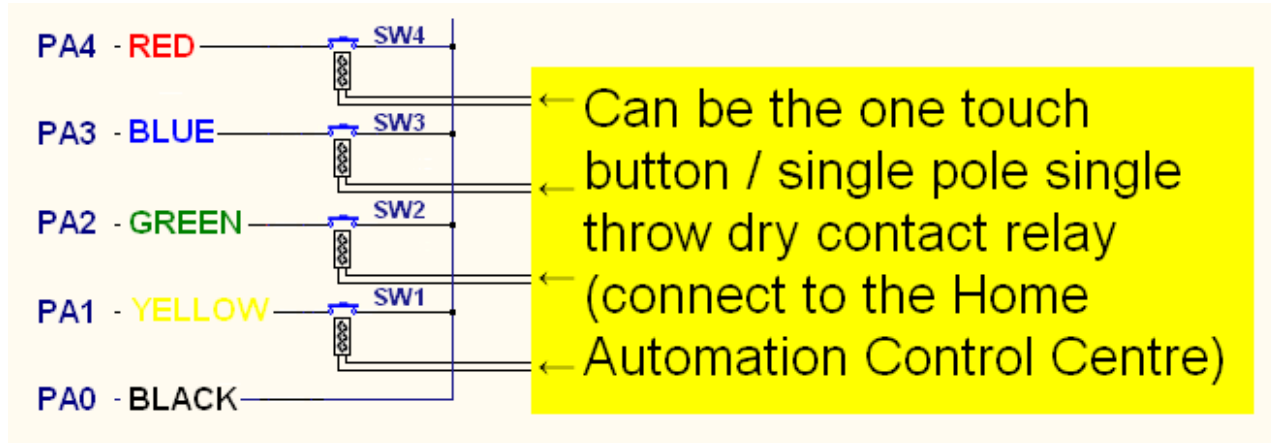 PA4 - RED SW4
PA3 - BLUE SW3
PA2 - GREEN SW2
PA1 - YELLOW SW1
PA0 - BLACK
← Can be the one touch
← button / single pole single
throw dry contact relay
← (connect to the Home
← Automation Control Centre)